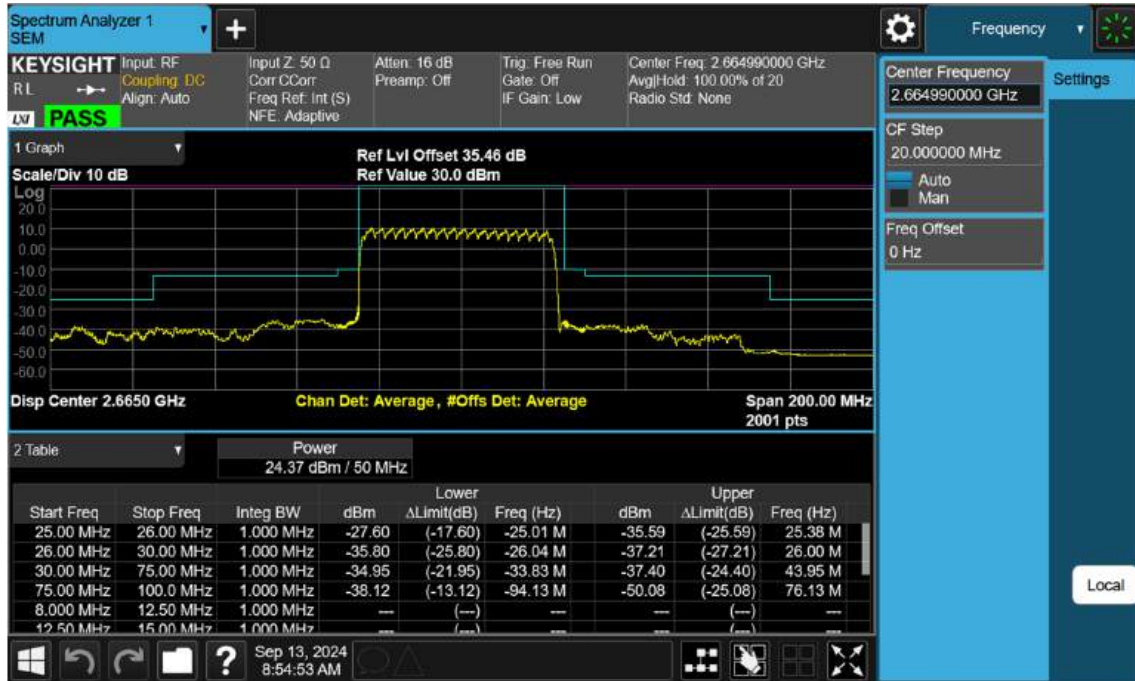 Spectrum Analyzer 1
SEM
Frequency
KEYSIGHT
R L
LXI
PASS
Input: RF
Coupling: DC
Align: Auto
Input Z: 50 Ω
Corr CCorr
Freq Ref: Int (S)
NFE: Adaptive
Atten: 16 dB
Preamp: Off
Trig: Free Run
Gate: Off
IF Gain: Low
Center Freq: 2.664990000 GHz
Avg|Hold: 100.00% of 20
Radio Std: None
Center Frequency
2.664990000 GHz
Settings
CF Step
20.000000 MHz
Auto
Man
Freq Offset
0 Hz
1 Graph
Scale/Div 10 dB
Ref Lvl Offset 35.46 dB
Ref Value 30.0 dBm
Log
20.0
10.0
0.00
-10.0
-20.0
-30.0
-40.0
-50.0
-60.0
Disp Center 2.6650 GHz
Chan Det: Average, #Offs Det: Average
Span 200.00 MHz
2001 pts
2 Table
Power
24.37 dBm / 50 MHz
Lower Upper
Start Freq Stop Freq Integ BW dBm ΔLimit(dB) Freq (Hz) dBm ΔLimit(dB) Freq (Hz)
25.00 MHz 26.00 MHz 1.000 MHz -27.60 (-17.60) -25.01 M -35.59 (-25.59) 25.38 M
26.00 MHz 30.00 MHz 1.000 MHz -35.80 (-25.80) -26.04 M -37.21 (-27.21) 26.00 M
30.00 MHz 75.00 MHz 1.000 MHz -34.95 (-21.95) -33.83 M -37.40 (-24.40) 43.95 M
75.00 MHz 100.0 MHz 1.000 MHz -38.12 (-13.12) -94.13 M -50.08 (-25.08) 76.13 M
8.000 MHz 12.50 MHz 1.000 MHz --- (---) --- --- (---) ---
12.50 MHz 15.00 MHz 1.000 MHz --- (---) --- --- (---) ---
Local
?
Sep 13, 2024
8:54:53 AM